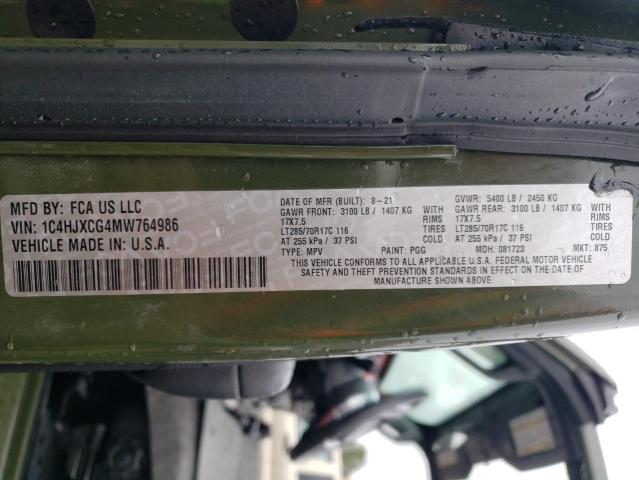 MFD BY: FCA US LLC
VIN: 1C4HJXCG4MW764986
VEHICLE MADE IN: U.S.A.
DATE OF MFR (BUILT): 8-21 GVWR: 5400 LB / 2450 KG
GAWR FRONT: 3100 LB / 1407 KG WITH GAWR REAR: 3100 LB / 1407 KG WITH
17X7.5 RIMS 17X7.5 RIMS
LT285/70R17C 116 TIRES LT285/70R17C 116 TIRES
AT 255 kPa / 37 PSI COLD AT 255 kPa / 37 PSI COLD
TYPE: MPV PAINT: PGG MDH: 081723 MKT: 875
THIS VEHICLE CONFORMS TO ALL APPLICABLE U.S.A. FEDERAL MOTOR VEHICLE
SAFETY AND THEFT PREVENTION STANDARDS IN EFFECT ON THE DATE OF
MANUFACTURE SHOWN ABOVE.